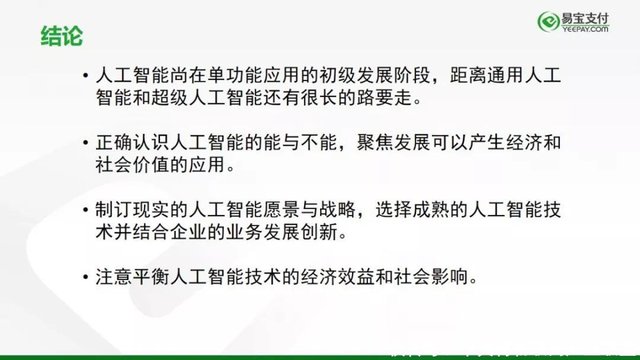 结论
易宝支付
YEEPAY.COM
• 人工智能尚在单功能应用的初级发展阶段，距离通用人工
智能和超级人工智能还有很长的路要走。
• 正确认识人工智能的能与不能，聚焦发展可以产生经济和
社会价值的应用。
• 制订现实的人工智能愿景与战略，选择成熟的人工智能技
术并结合企业的业务发展创新。
• 注意平衡人工智能技术的经济效益和社会影响。